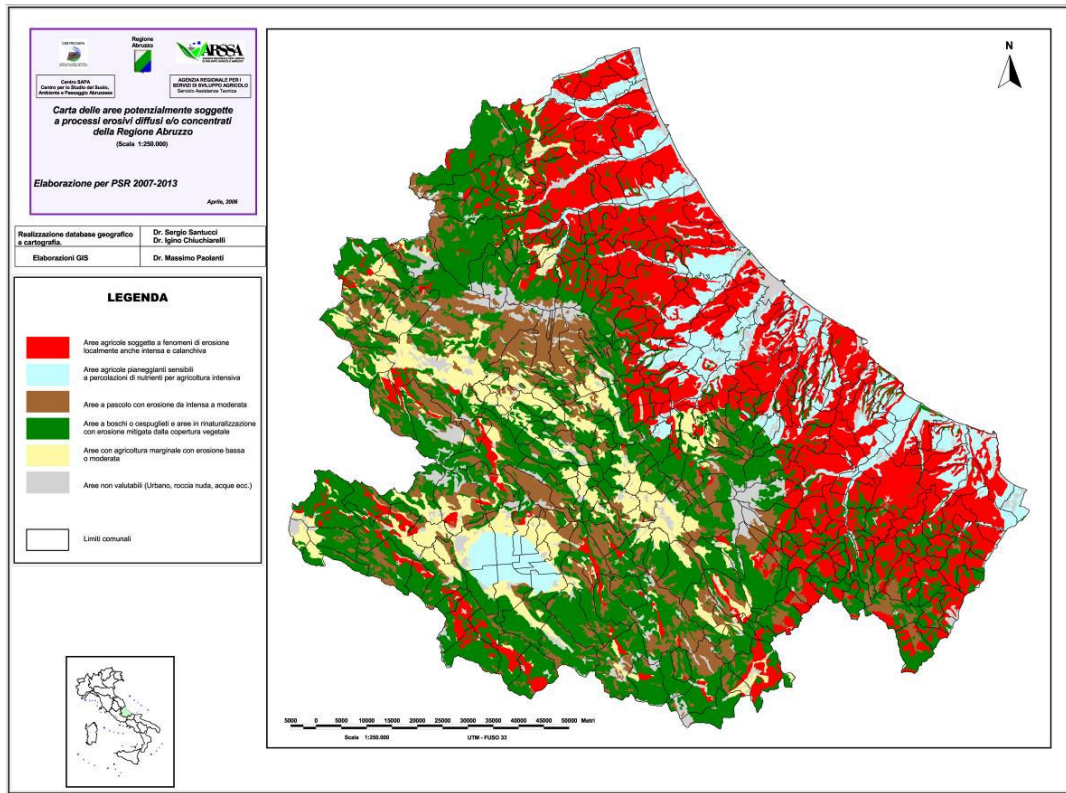 CENTRO SAPA
Regione
Abruzzo
ARSSA
Centro SAPA
Centro per lo Studio del Suolo,
Ambiente e Paesaggio Abruzzese
AGENZIA REGIONALE PER I
SERVIZI DI SVILUPPO AGRICOLO
Servizio Assistenza Tecnica
Carta delle aree potenzialmente soggette
a processi erosivi diffusi e/o concentrati
della Regione Abruzzo
(Scala 1:250.000)
Elaborazione per PSR 2007-2013
Aprile, 2006
Realizzazione database geografico
e cartografia.
Dr. Sergio Santucci
Dr. Igino Chiuchiarelli
Elaborazioni GIS
Dr. Massimo Paolanti
LEGENDA
Aree agricole soggette a fenomeni di erosione
localmente anche intensa e calanchiva
Aree agricole pianeggianti sensibili
a percolazioni di nutrienti per agricoltura intensiva
Aree a pascolo con erosione da intensa a moderata
Aree a boschi o cespuglieti e aree in rinaturalizzazione
con erosione mitigata dalla copertura vegetale
Aree con agricoltura marginale con erosione bassa
o moderata
Aree non valutabili (Urbano, roccia nuda, acque ecc.)
Limiti comunali
N
5000 0 5000 10000 15000 20000 25000 30000 35000 40000 45000 50000 Metri
Scala 1:250.000
UTM - FUSO 33